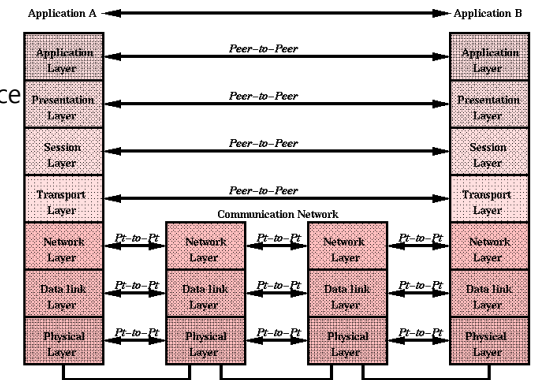 Application A
Application B
Application
Layer
Peer-to-Peer
Application
Layer
ce
Presentation
Layer
Peer-to-Peer
Presentation
Layer
Session
Layer
Peer-to-Peer
Session
Layer
Transport
Layer
Peer-to-Peer
Transport
Layer
Communication Network
Network
Layer
Pt-to-Pt
Network
Layer
Pt-to-Pt
Network
Layer
Pt-to-Pt
Network
Layer
Data link
Layer
Pt-to-Pt
Data link
Layer
Pt-to-Pt
Data link
Layer
Pt-to-Pt
Data link
Layer
Physical
Layer
Pt-to-Pt
Physical
Layer
Pt-to-Pt
Physical
Layer
Pt-to-Pt
Physical
Layer